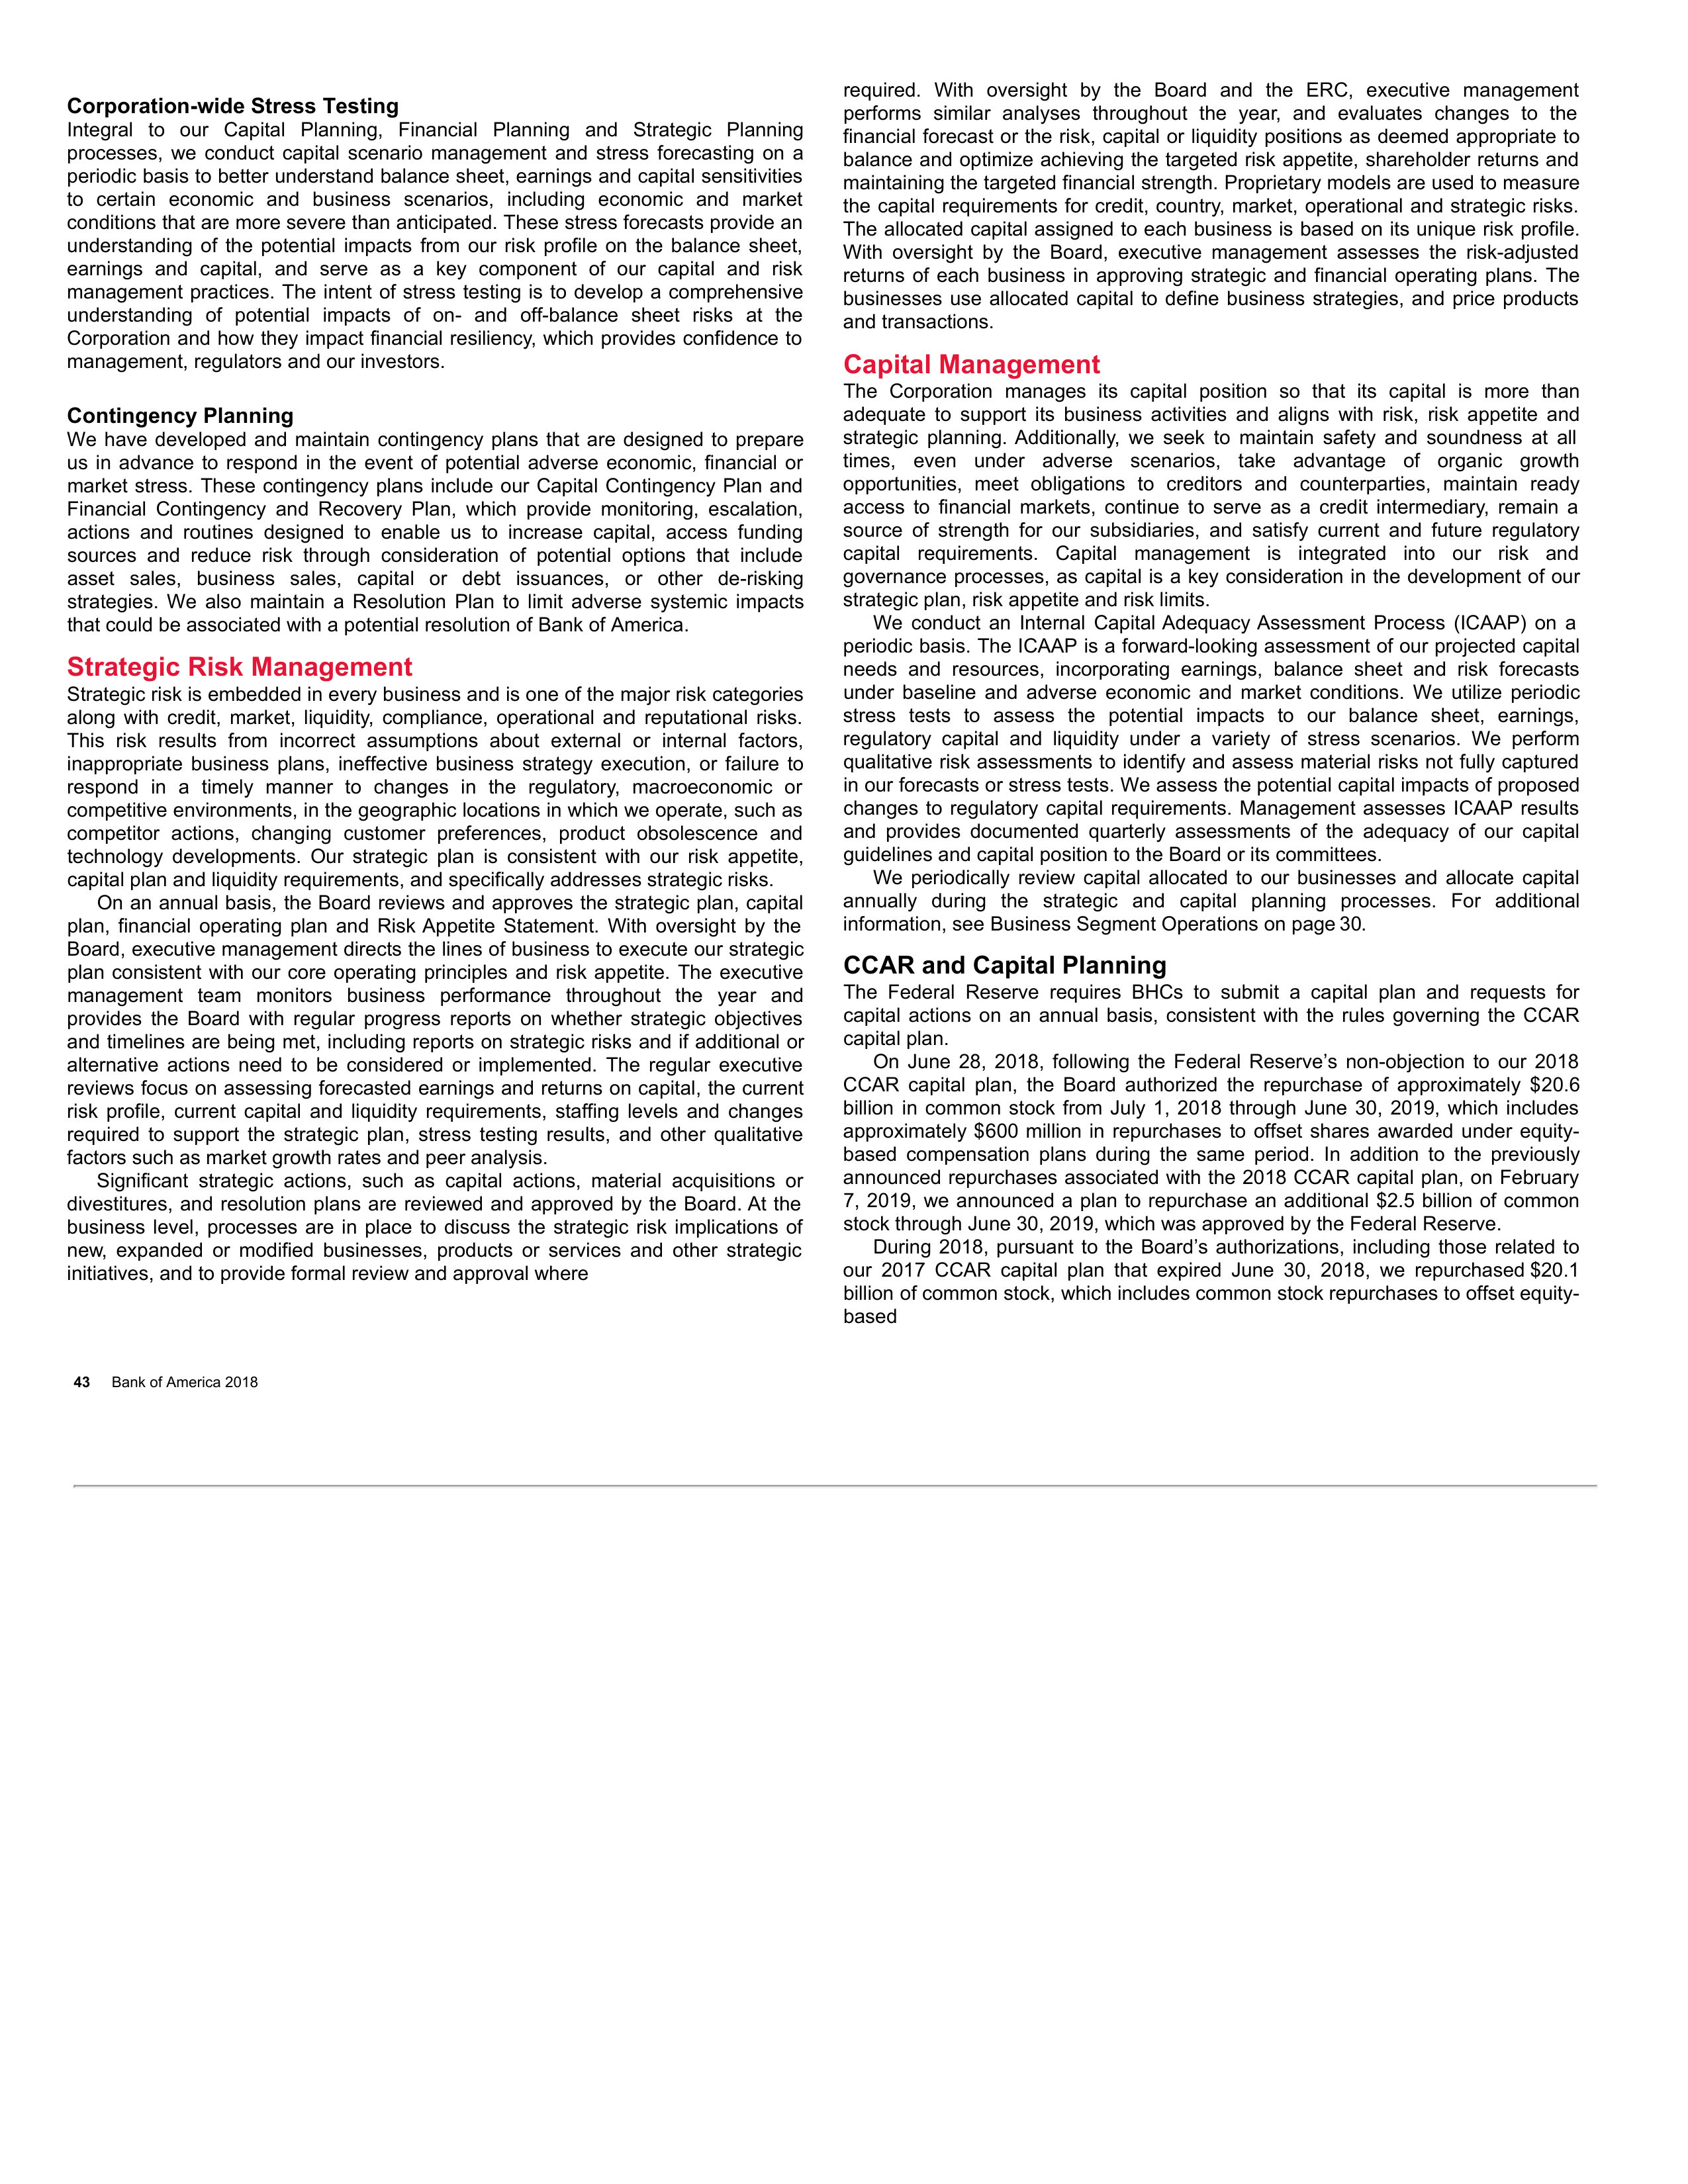 Corporation-wide Stress Testing
Integral to our Capital Planning, Financial Planning and Strategic Planning
processes, we conduct capital scenario management and stress forecasting on a
periodic basis to better understand balance sheet, earnings and capital sensitivities
to certain economic and business scenarios, including economic and market
conditions that are more severe than anticipated. These stress forecasts provide an
understanding of the potential impacts from our risk profile on the balance sheet,
earnings and capital, and serve as a key component of our capital and risk
management practices. The intent of stress testing is to develop a comprehensive
understanding of potential impacts of on- and off-balance sheet risks at the
Corporation and how they impact financial resiliency, which provides confidence to
management, regulators and our investors.
Contingency Planning
We have developed and maintain contingency plans that are designed to prepare
us in advance to respond in the event of potential adverse economic, financial or
market stress. These contingency plans include our Capital Contingency Plan and
Financial Contingency and Recovery Plan, which provide monitoring, escalation,
actions and routines designed to enable us to increase capital, access funding
sources and reduce risk through consideration of potential options that include
asset sales, business sales, capital or debt issuances, or other de-risking
strategies. We also maintain a Resolution Plan to limit adverse systemic impacts
that could be associated with a potential resolution of Bank of America.
Strategic Risk Management
Strategic risk is embedded in every business and is one of the major risk categories
along with credit, market, liquidity, compliance, operational and reputational risks.
This risk results from incorrect assumptions about external or internal factors,
inappropriate business plans, ineffective business strategy execution, or failure to
respond in a timely manner to changes in the regulatory, macroeconomic or
competitive environments, in the geographic locations in which we operate, such as
competitor actions, changing customer preferences, product obsolescence and
technology developments. Our strategic plan is consistent with our risk appetite,
capital plan and liquidity requirements, and specifically addresses strategic risks.
On an annual basis, the Board reviews and approves the strategic plan, capital
plan, financial operating plan and Risk Appetite Statement. With oversight by the
Board, executive management directs the lines of business to execute our strategic
plan consistent with our core operating principles and risk appetite. The executive
management team monitors business performance throughout the year and
provides the Board with regular progress reports on whether strategic objectives
and timelines are being met, including reports on strategic risks and if additional or
alternative actions need to be considered or implemented. The regular executive
reviews focus on assessing forecasted earnings and returns on capital, the current
risk profile, current capital and liquidity requirements, staffing levels and changes
required to support the strategic plan, stress testing results, and other qualitative
factors such as market growth rates and peer analysis.
Significant strategic actions, such as capital actions, material acquisitions or
divestitures, and resolution plans are reviewed and approved by the Board. At the
business level, processes are in place to discuss the strategic risk implications of
new, expanded or modified businesses, products or services and other strategic
initiatives, and to provide formal review and approval where
required. With oversight by the Board and the ERC, executive management
performs similar analyses throughout the year, and evaluates changes to the
financial forecast or the risk, capital or liquidity positions as deemed appropriate to
balance and optimize achieving the targeted risk appetite, shareholder returns and
maintaining the targeted financial strength. Proprietary models are used to measure
the capital requirements for credit, country, market, operational and strategic risks.
The allocated capital assigned to each business is based on its unique risk profile.
With oversight by the Board, executive management assesses the risk-adjusted
returns of each business in approving strategic and financial operating plans. The
businesses use allocated capital to define business strategies, and price products
and transactions.
Capital Management
The Corporation manages its capital position so that its capital is more than
adequate to support its business activities and aligns with risk, risk appetite and
strategic planning. Additionally, we seek to maintain safety and soundness at all
times, even under adverse scenarios, take advantage of organic growth
opportunities, meet obligations to creditors and counterparties, maintain ready
access to financial markets, continue to serve as a credit intermediary, remain a
source of strength for our subsidiaries, and satisfy current and future regulatory
capital requirements. Capital management is integrated into our risk and
governance processes, as capital is a key consideration in the development of our
strategic plan, risk appetite and risk limits.
We conduct an Internal Capital Adequacy Assessment Process (ICAAP) on a
periodic basis. The ICAAP is a forward-looking assessment of our projected capital
needs and resources, incorporating earnings, balance sheet and risk forecasts
under baseline and adverse economic and market conditions. We utilize periodic
stress tests to assess the potential impacts to our balance sheet, earnings,
regulatory capital and liquidity under a variety of stress scenarios. We perform
qualitative risk assessments to identify and assess material risks not fully captured
in our forecasts or stress tests. We assess the potential capital impacts of proposed
changes to regulatory capital requirements. Management assesses ICAAP results
and provides documented quarterly assessments of the adequacy of our capital
guidelines and capital position to the Board or its committees.
We periodically review capital allocated to our businesses and allocate capital
annually during the strategic and capital planning processes. For additional
information, see Business Segment Operations on page 30.
CCAR and Capital Planning
The Federal Reserve requires BHCs to submit a capital plan and requests for
capital actions on an annual basis, consistent with the rules governing the CCAR
capital plan.
On June 28, 2018, following the Federal Reserve’s non-objection to our 2018
CCAR capital plan, the Board authorized the repurchase of approximately $20.6
billion in common stock from July 1, 2018 through June 30, 2019, which includes
approximately $600 million in repurchases to offset shares awarded under equity-
based compensation plans during the same period. In addition to the previously
announced repurchases associated with the 2018 CCAR capital plan, on February
7, 2019, we announced a plan to repurchase an additional $2.5 billion of common
stock through June 30, 2019, which was approved by the Federal Reserve.
During 2018, pursuant to the Board’s authorizations, including those related to
our 2017 CCAR capital plan that expired June 30, 2018, we repurchased $20.1
billion of common stock, which includes common stock repurchases to offset equity-
based
43 Bank of America 2018